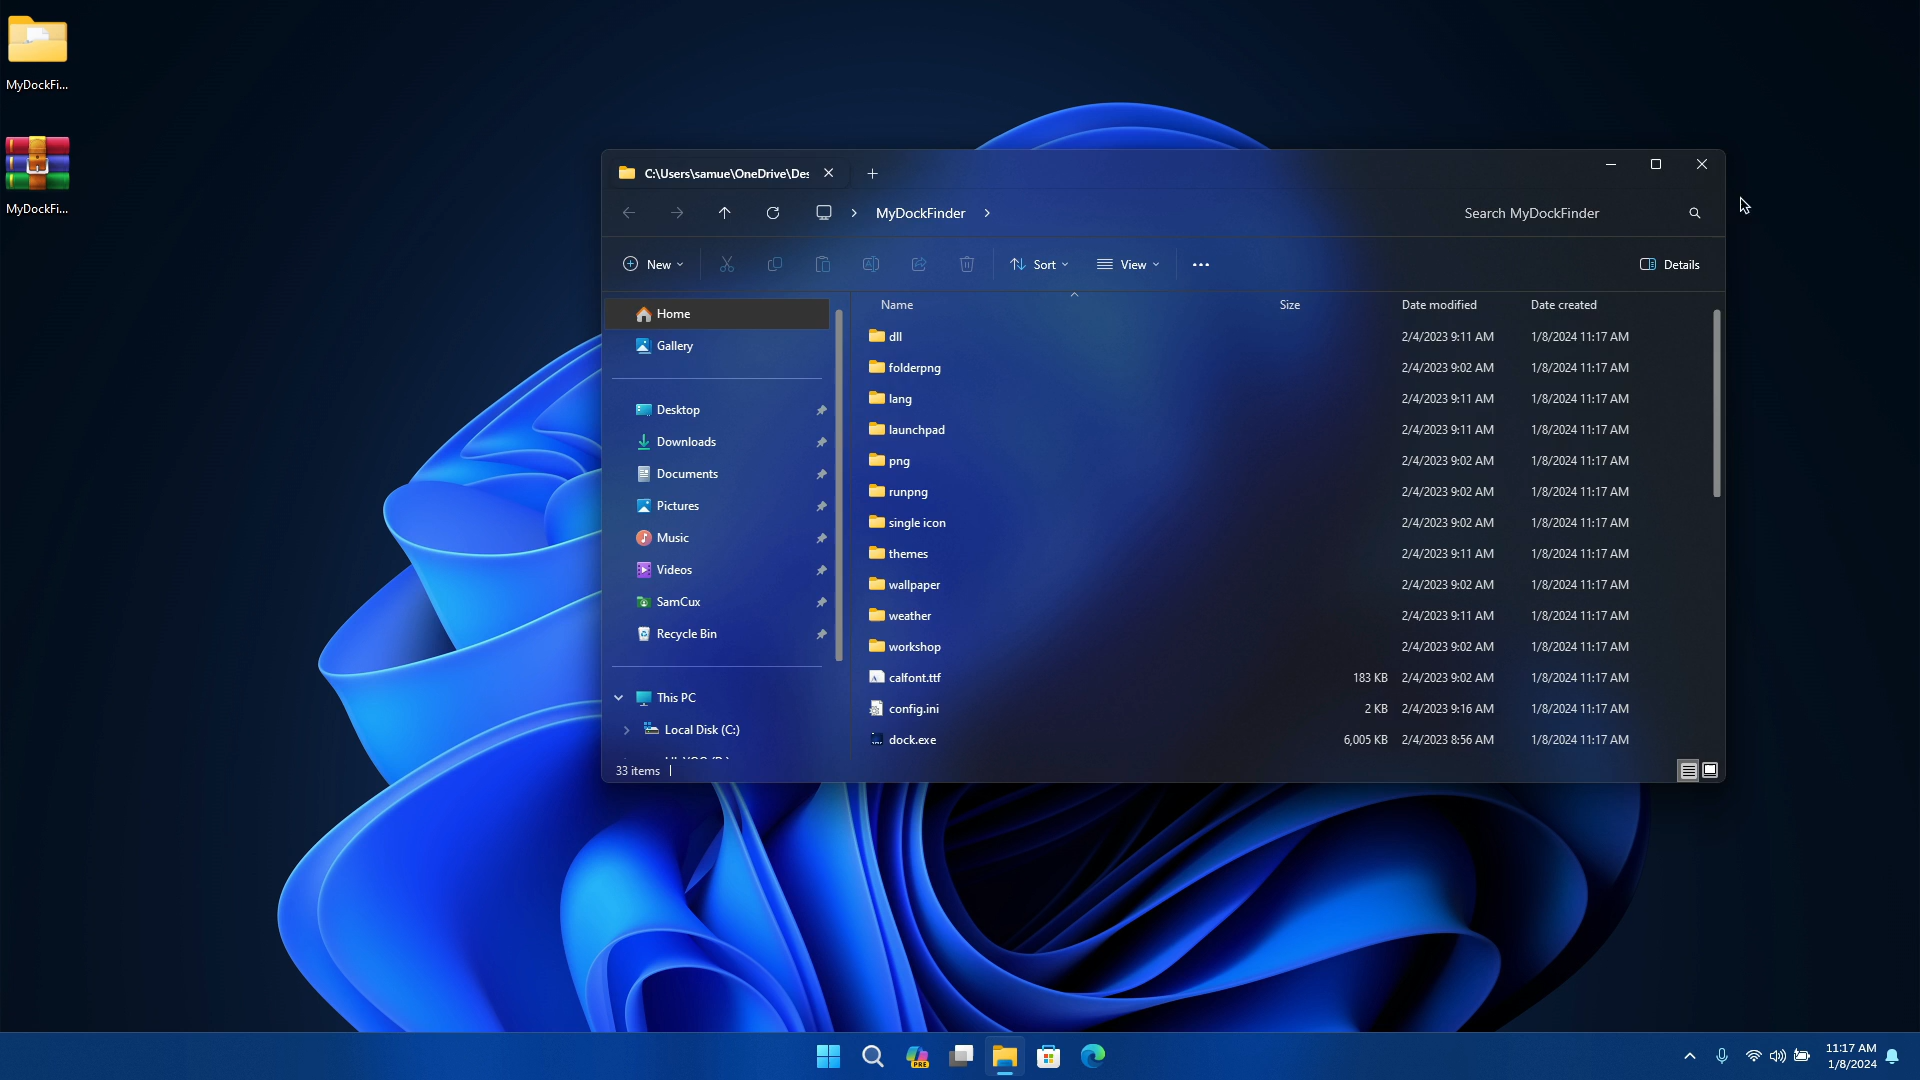 MyDockFi...
MyDockFi...
C:\Users\samue\OneDrive\Des
MyDockFinder
Search MyDockFinder
New
Sort
View
Details
Home
Gallery
Desktop
Downloads
Documents
Pictures
Music
Videos
SamCux
Recycle Bin
This PC
Local Disk (C:)
Name Size Date modified Date created
dll 2/4/2023 9:11 AM 1/8/2024 11:17 AM
folderpng 2/4/2023 9:02 AM 1/8/2024 11:17 AM
lang 2/4/2023 9:11 AM 1/8/2024 11:17 AM
launchpad 2/4/2023 9:11 AM 1/8/2024 11:17 AM
png 2/4/2023 9:02 AM 1/8/2024 11:17 AM
runpng 2/4/2023 9:02 AM 1/8/2024 11:17 AM
single icon 2/4/2023 9:02 AM 1/8/2024 11:17 AM
themes 2/4/2023 9:11 AM 1/8/2024 11:17 AM
wallpaper 2/4/2023 9:02 AM 1/8/2024 11:17 AM
weather 2/4/2023 9:11 AM 1/8/2024 11:17 AM
workshop 2/4/2023 9:02 AM 1/8/2024 11:17 AM
calfont.ttf 183 KB 2/4/2023 9:02 AM 1/8/2024 11:17 AM
config.ini 2 KB 2/4/2023 9:16 AM 1/8/2024 11:17 AM
dock.exe 6,005 KB 2/4/2023 8:56 AM 1/8/2024 11:17 AM
33 items
PRE
11:17 AM
1/8/2024